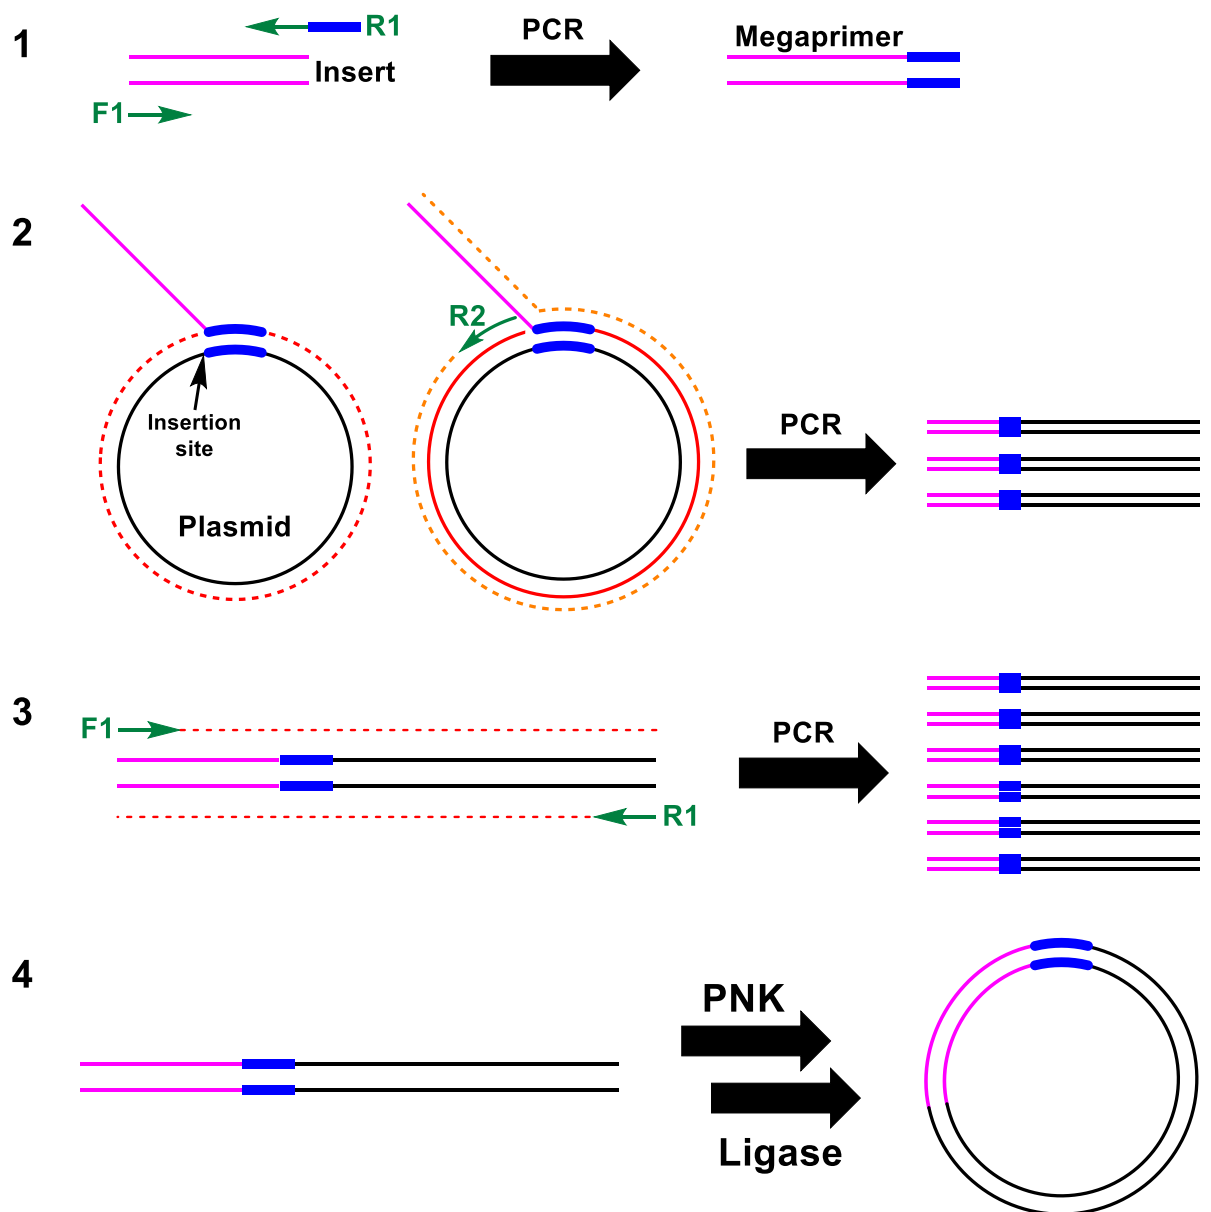 1
R1
PCR
Megaprimer
Insert
F1
2
R2
Insertion
site
PCR
Plasmid
3
F1
PCR
R1
4
PNK
Ligase